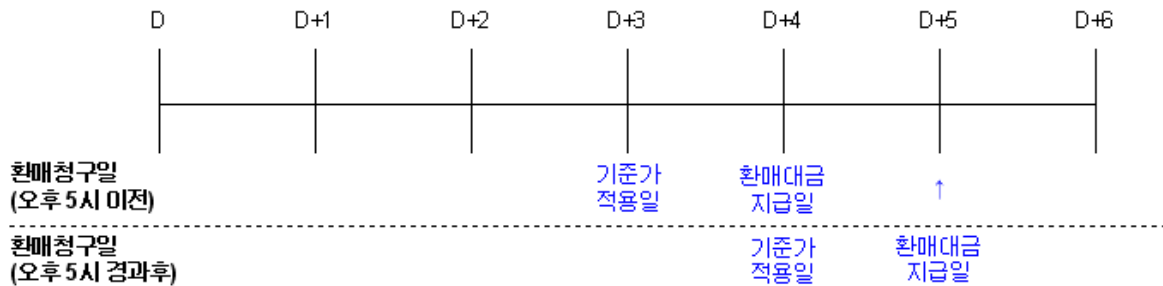 D D+1 D+2 D+3 D+4 D+5 D+6
환매청구일 기준가 환매대금 ↑
(오후 5시 이전) 적용일 지급일
환매청구일 기준가 환매대금
(오후 5시 경과후) 적용일 지급일